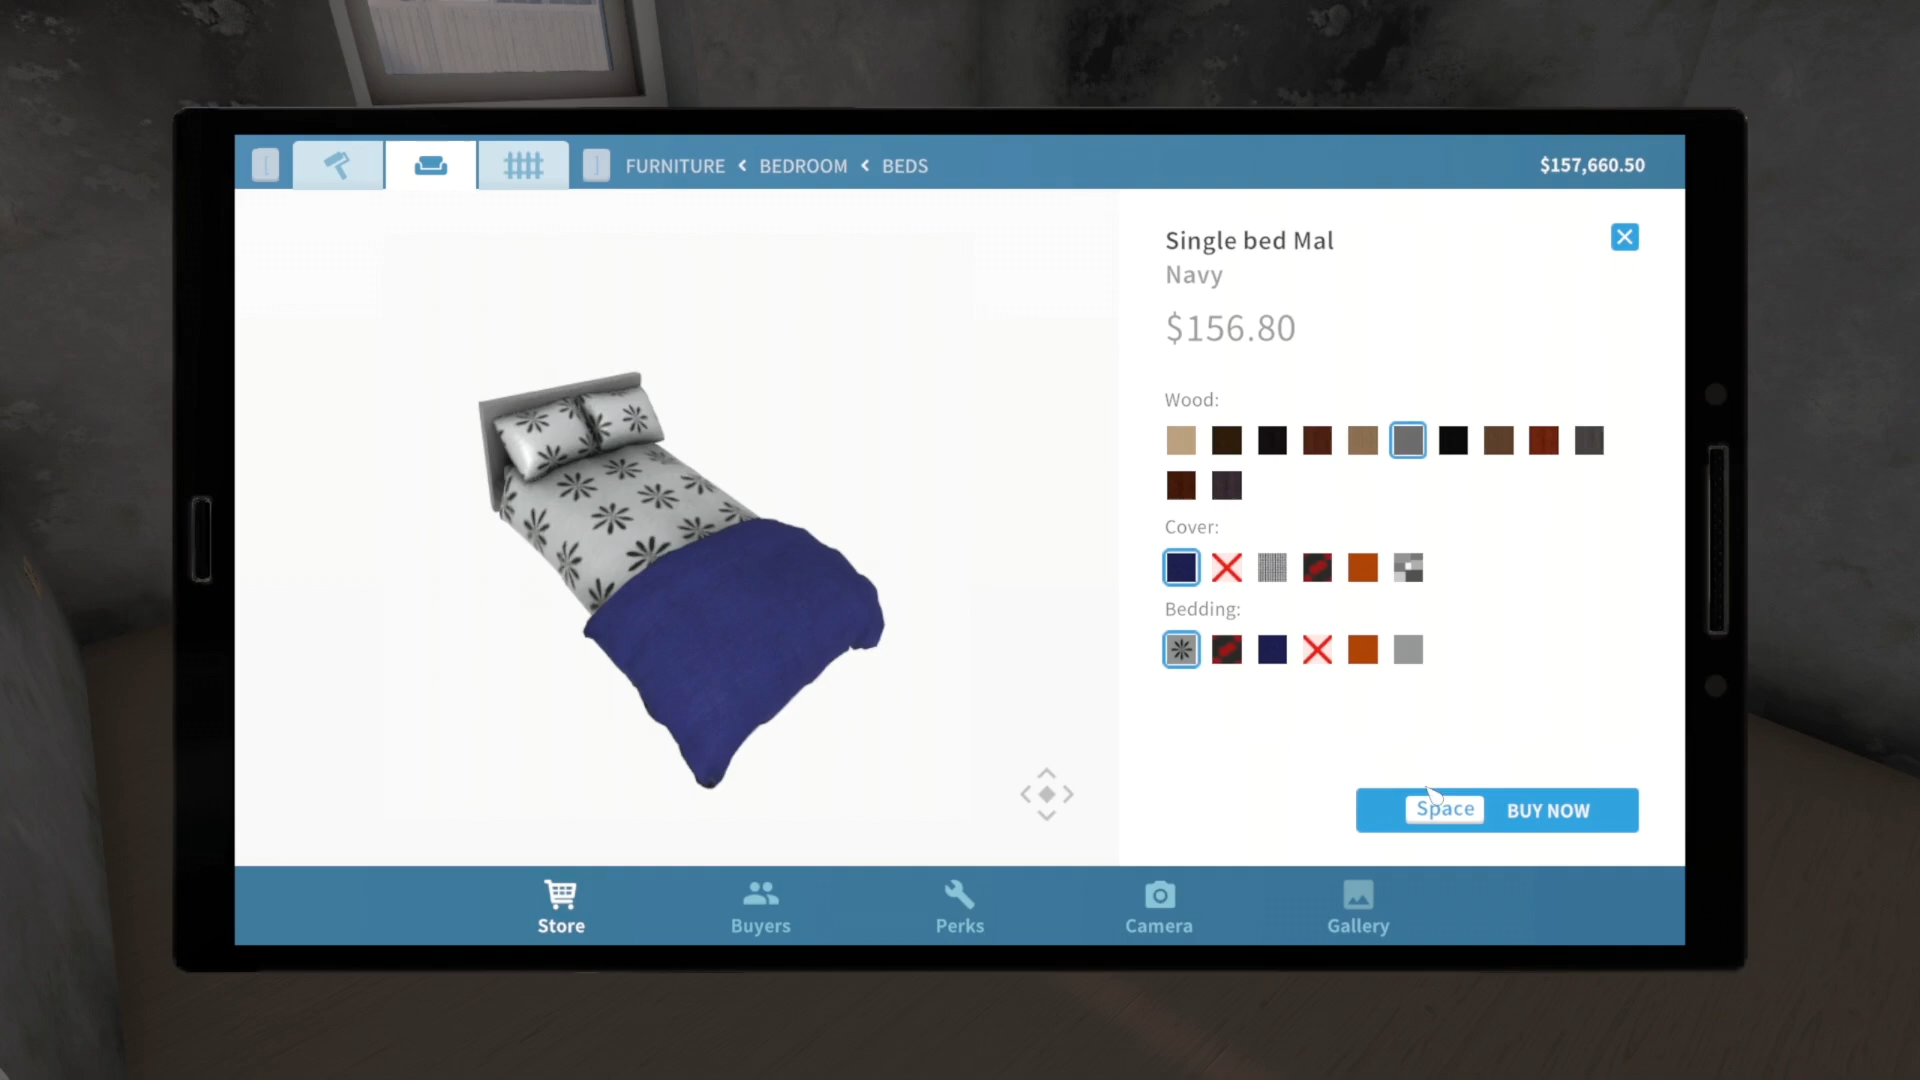 FURNITURE < BEDROOM < BEDS
$157,660.50
Single bed Mal
Navy
$156.80
Wood:
Cover:
Bedding:
Space BUY NOW
Store
Buyers
Perks
Camera
Gallery